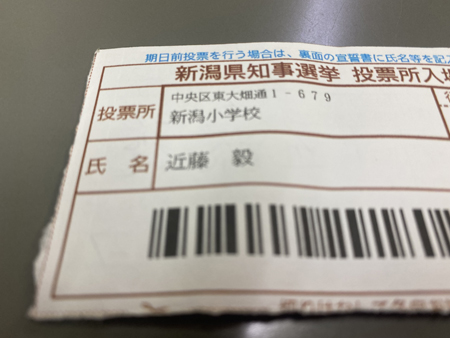 期日前投票を行う場合は、裏面の宣誓書に氏名等を記入
新潟県知事選挙 投票所入場
投票所
中央区東大畑通1-679
新潟小学校
氏 名
近藤 毅